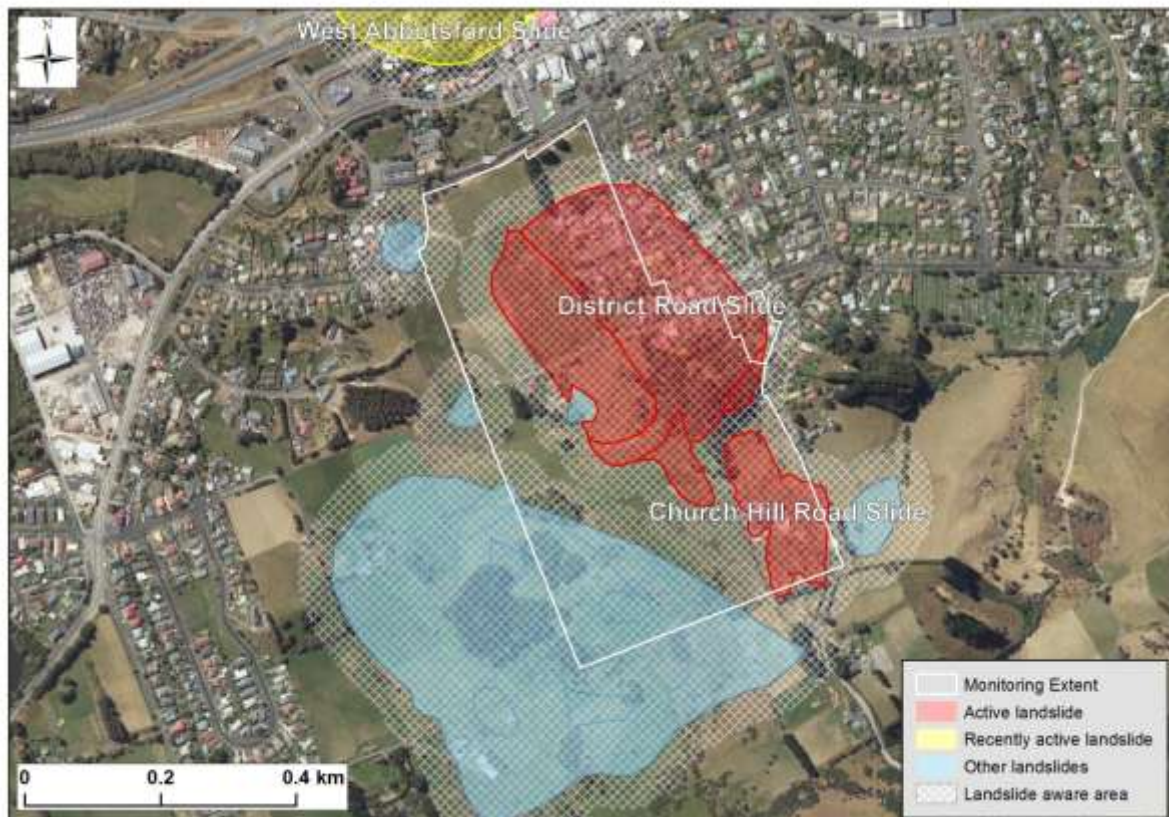 West Abbotsford Slide
N
District Road Slide
Church Hill Road Slide
Monitoring Extent
Active landslide
Recently active landslide
Other landslides
Landslide aware area
0 0.2 0.4 km